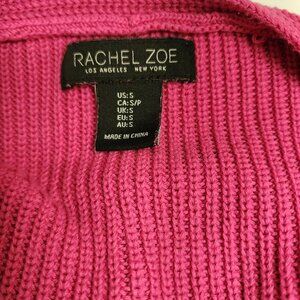 RACHEL ZOE
LOS ANGELES NEW YORK
US:S
CA:S/P
UK:S
EU:S
AU:S
MADE IN CHINA